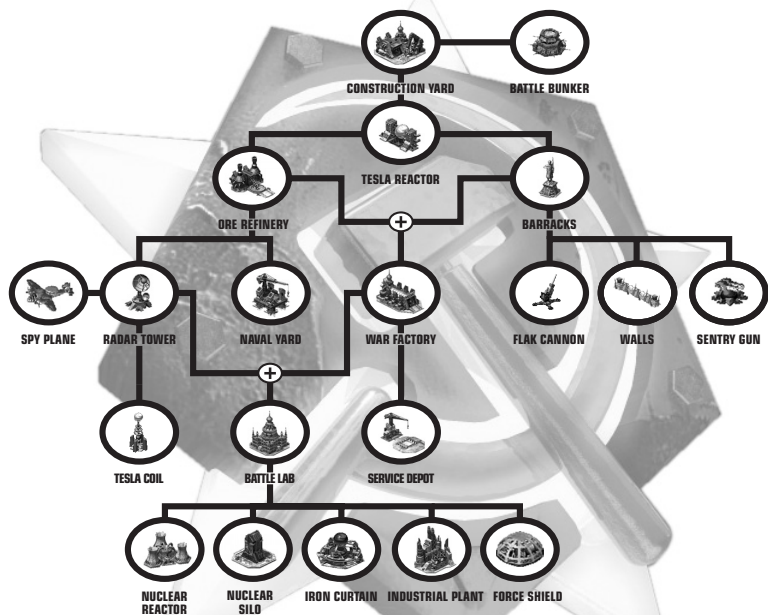 CONSTRUCTION YARD
BATTLE BUNKER
TESLA REACTOR
ORE REFINERY
BARRACKS
+
SPY PLANE
RADAR TOWER
NAVAL YARD
WAR FACTORY
FLAK CANNON
WALLS
SENTRY GUN
+
TESLA COIL
BATTLE LAB
SERVICE DEPOT
NUCLEAR
REACTOR
NUCLEAR
SILO
IRON CURTAIN
INDUSTRIAL PLANT
FORCE SHIELD